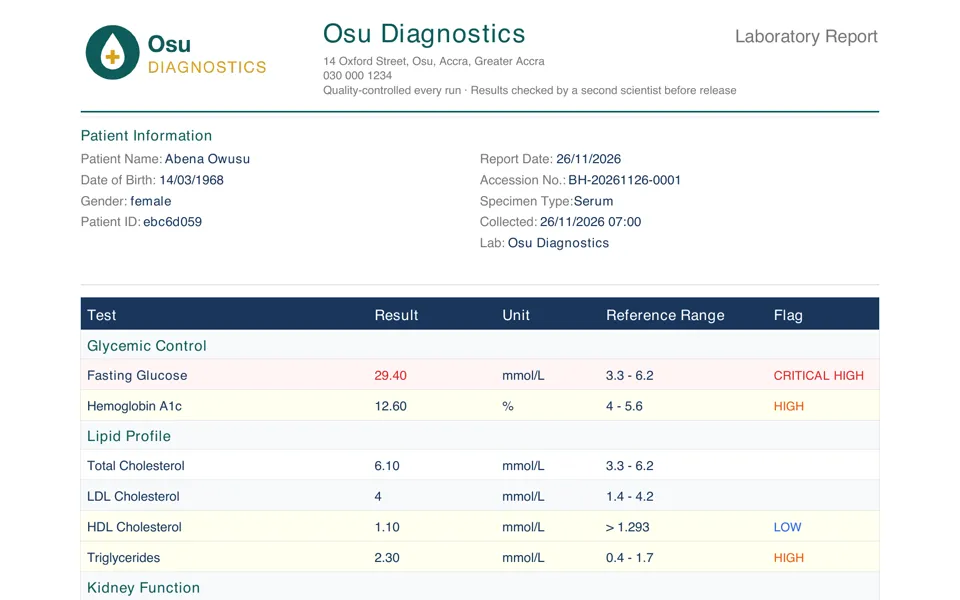 Osu
DIAGNOSTICS
Osu Diagnostics
14 Oxford Street, Osu, Accra, Greater Accra
030 000 1234
Quality-controlled every run · Results checked by a second scientist before release
Laboratory Report
Patient Information
Patient Name: Abena Owusu
Date of Birth: 14/03/1968
Gender: female
Patient ID: ebc6d059
Report Date: 26/11/2026
Accession No.: BH-20261126-0001
Specimen Type:Serum
Collected: 26/11/2026 07:00
Lab: Osu Diagnostics
Test Result Unit Reference Range Flag
Glycemic Control
Fasting Glucose 29.40 mmol/L 3.3 - 6.2 CRITICAL HIGH
Hemoglobin A1c 12.60 % 4 - 5.6 HIGH
Lipid Profile
Total Cholesterol 6.10 mmol/L 3.3 - 6.2
LDL Cholesterol 4 mmol/L 1.4 - 4.2
HDL Cholesterol 1.10 mmol/L > 1.293 LOW
Triglycerides 2.30 mmol/L 0.4 - 1.7 HIGH
Kidney Function